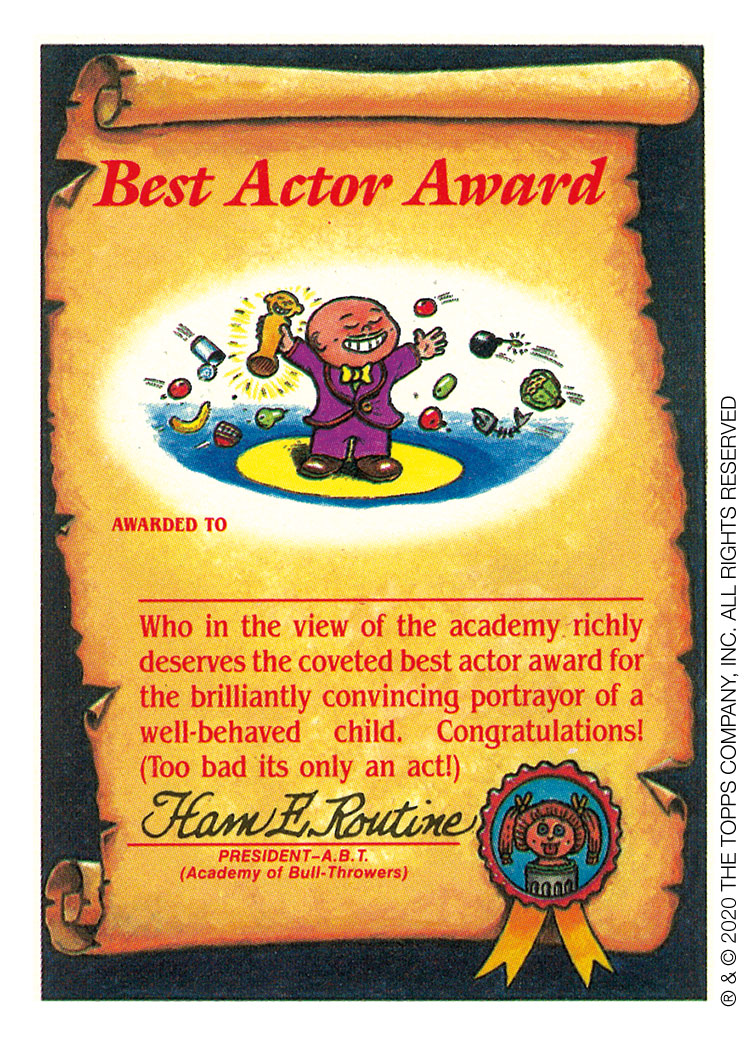 Best Actor Award
AWARDED TO
Who in the view of the academy richly
deserves the coveted best actor award for
the brilliantly convincing portrayor of a
well-behaved child. Congratulations!
(Too bad its only an act!)
Ham E. Routine
PRESIDENT–A.B.T.
(Academy of Bull-Throwers)
® & © 2020 THE TOPPS COMPANY, INC. ALL RIGHTS RESERVED